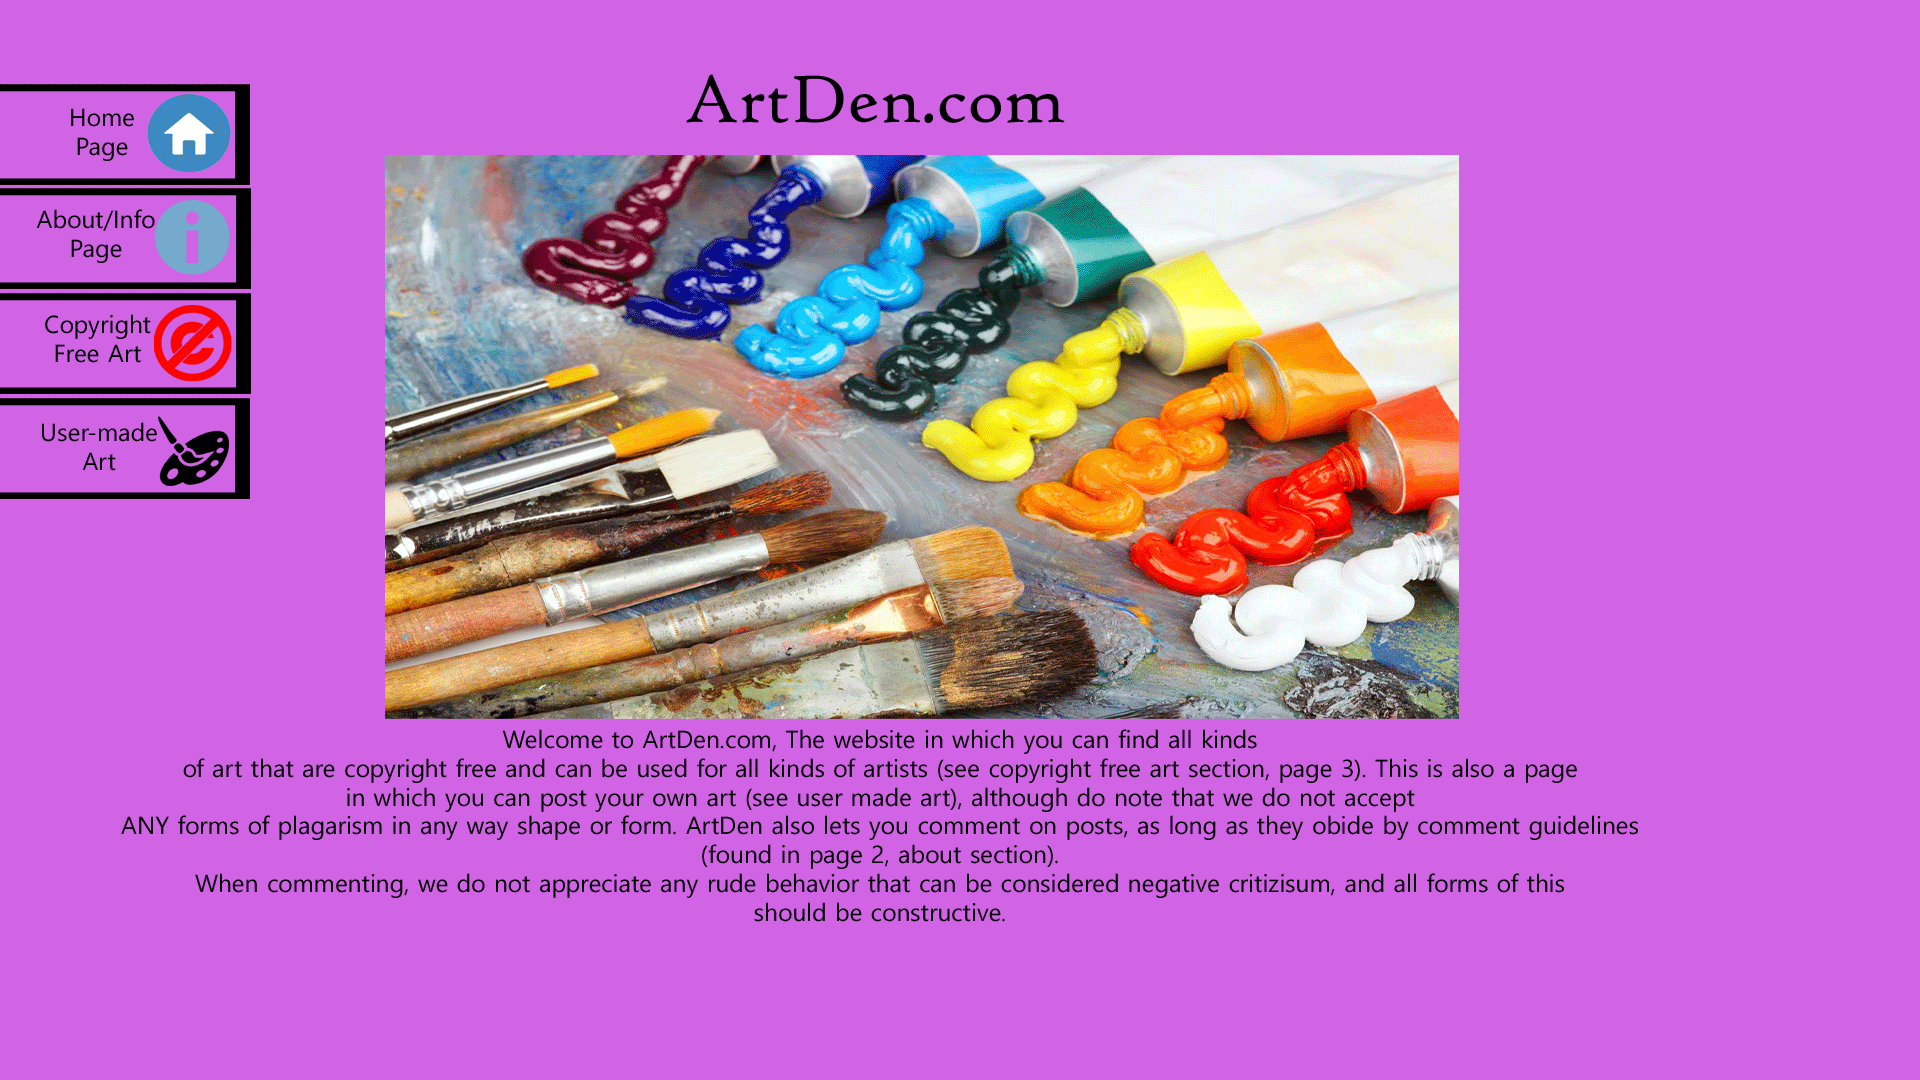 ArtDen.com
Home
Page
About/Info
Page
Copyright
Free Art
User-made
Art
Welcome to ArtDen.com, The website in which you can find all kinds
of art that are copyright free and can be used for all kinds of artists (see copyright free art section, page 3). This is also a page
in which you can post your own art (see user made art), although do note that we do not accept
ANY forms of plagarism in any way shape or form. ArtDen also lets you comment on posts, as long as they obide by comment guidelines
(found in page 2, about section).
When commenting, we do not appreciate any rude behavior that can be considered negative critizisum, and all forms of this
should be constructive.